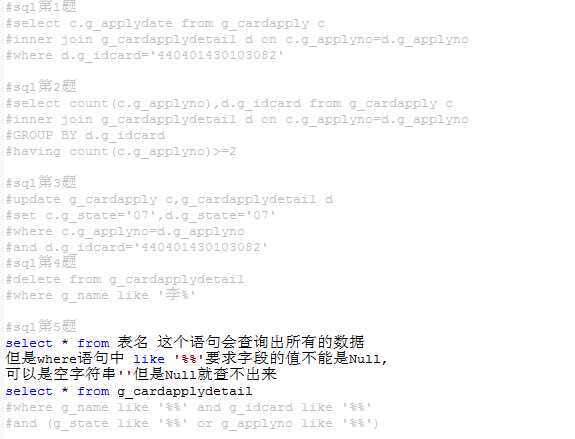 #sql第1题
#select c.g_applydate from g_cardapply c
#inner join g_cardapplydetail d on c.g_applyno=d.g_applyno
#where d.g_idcard='440401430103082'
#sql第2题
#select count(c.g_applyno),d.g_idcard from g_cardapply c
#inner join g_cardapplydetail d on c.g_applyno=d.g_applyno
#GROUP BY d.g_idcard
#having count(c.g_applyno)>=2
#sql第3题
#update g_cardapply c,g_cardapplydetail d
#set c.g_state='07',d.g_state='07'
#where c.g_applyno=d.g_applyno
#and d.g_idcard='440401430103082'
#sql第4题
#delete from g_cardapplydetail
#where g_name like '李%'
#sql第5题
select * from 表名 这个语句会查询出所有的数据
但是where语句中 like '%%'要求字段的值不能是Null,
可以是空字符串''但是Null就查不出来
select * from g_cardapplydetail
#where g_name like '%%' and g_idcard like '%%'
#and (g_state like '%%' or g_applyno like '%%')